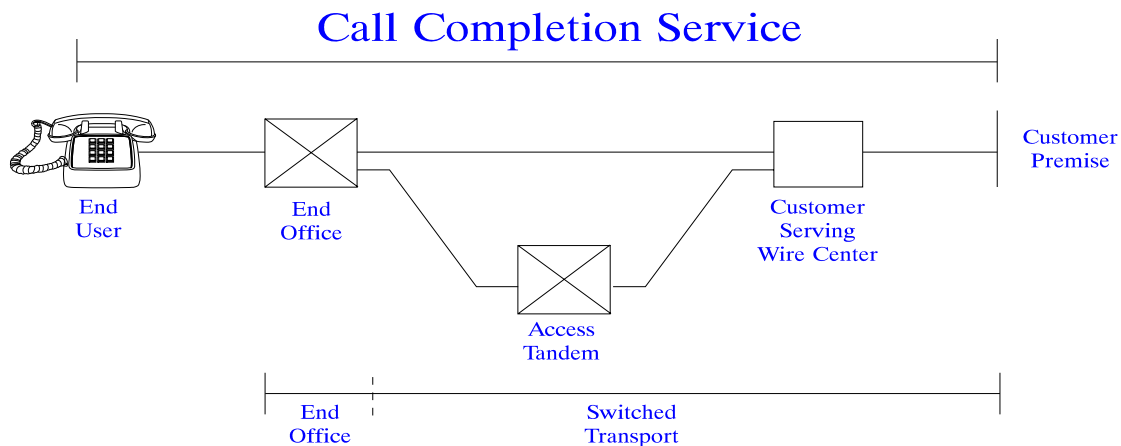 Call Completion Service
Customer
Premise
End
User
End
Office
Customer
Serving
Wire Center
Access
Tandem
End
Office
Switched
Transport